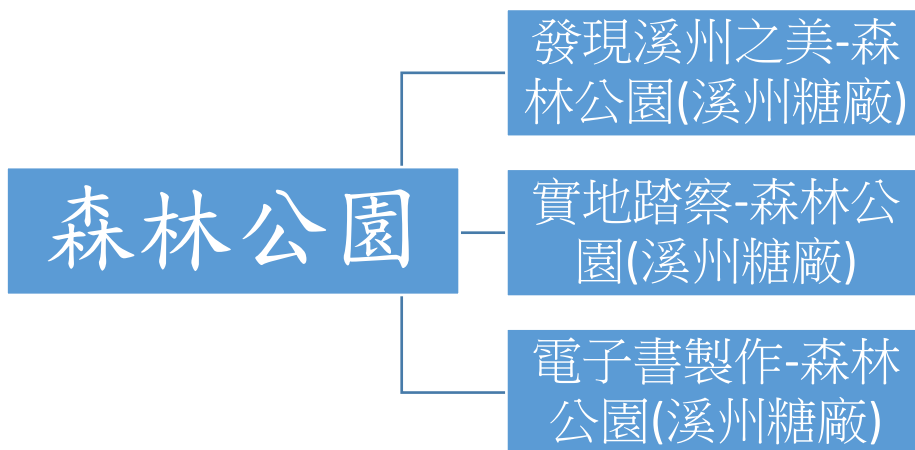 森林公園
發現溪州之美-森
林公園(溪州糖廠)
實地踏察-森林公
園(溪州糖廠)
電子書製作-森林
公園(溪州糖廠)